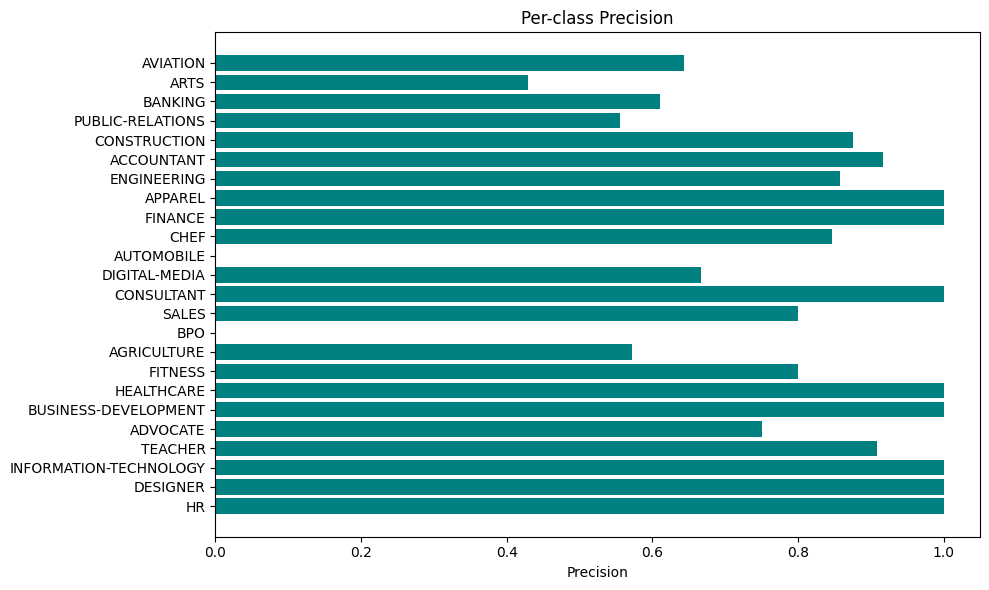 Per-class Precision
AVIATION
ARTS
BANKING
PUBLIC-RELATIONS
CONSTRUCTION
ACCOUNTANT
ENGINEERING
APPAREL
FINANCE
CHEF
AUTOMOBILE
DIGITAL-MEDIA
CONSULTANT
SALES
BPO
AGRICULTURE
FITNESS
HEALTHCARE
BUSINESS-DEVELOPMENT
ADVOCATE
TEACHER
INFORMATION-TECHNOLOGY
DESIGNER
HR
0.0 0.2 0.4 0.6 0.8 1.0
Precision